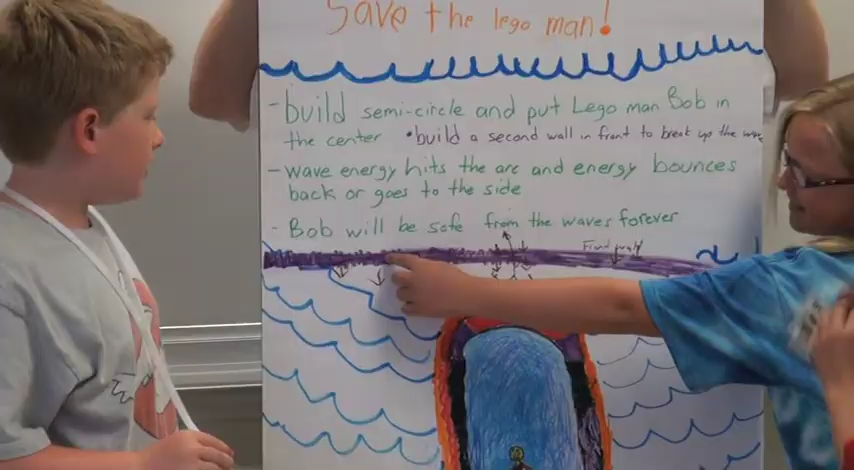 Save the lego man!
- build semi-circle and put Lego man Bob in
the center •build a second wall in front to break up the wave
- wave energy hits the arc and energy bounces
back or goes to the side
- Bob will be safe from the waves forever